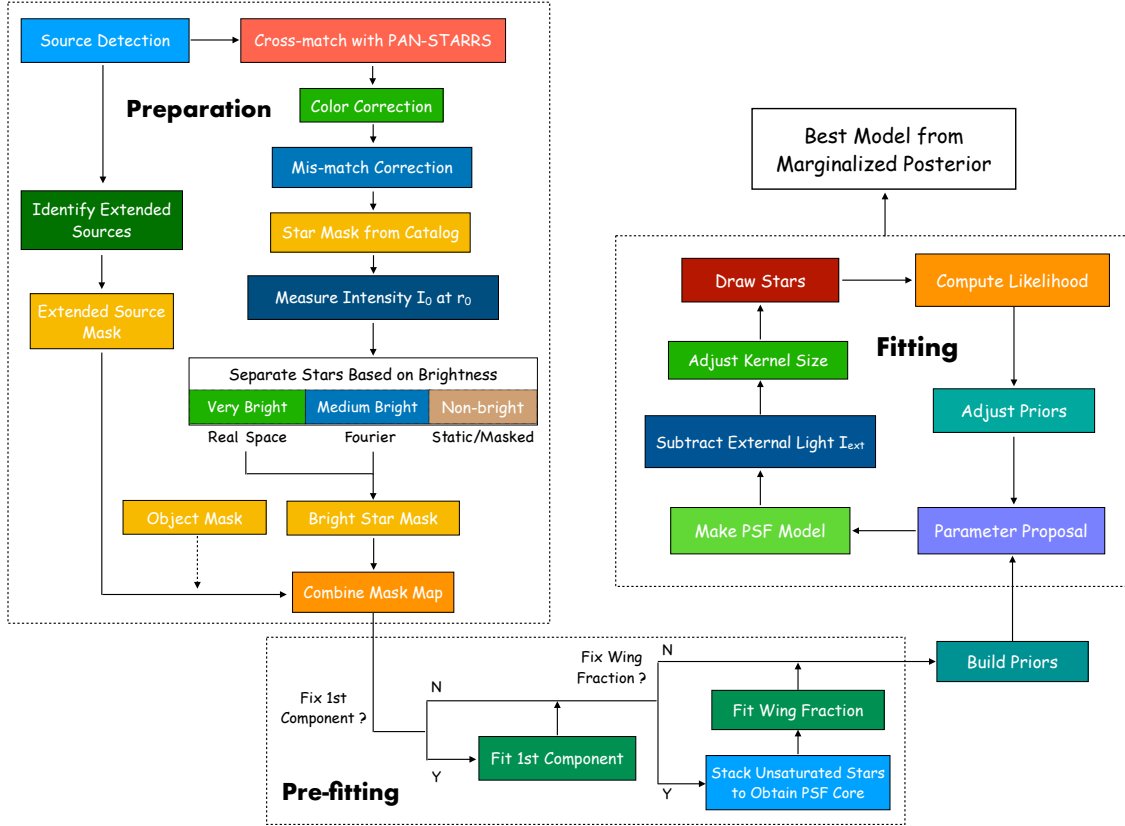 Source Detection
Cross-match with PAN-STARRS
Preparation
Color Correction
Mis-match Correction
Identify Extended
Sources
Star Mask from Catalog
Measure Intensity I₀ at r₀
Extended Source
Mask
Separate Stars Based on Brightness
Very Bright
Medium Bright
Non-bright
Real Space
Fourier
Static/Masked
Object Mask
Bright Star Mask
Combine Mask Map
Fix 1st
Component ?
N
Y
Fit 1st Component
Pre-fitting
Fix Wing
Fraction ?
N
Y
Fit Wing Fraction
Stack Unsaturated Stars
to Obtain PSF Core
Build Priors
Best Model from
Marginalized Posterior
Draw Stars
Compute Likelihood
Fitting
Adjust Kernel Size
Adjust Priors
Subtract External Light Iₑₓₜ
Make PSF Model
Parameter Proposal